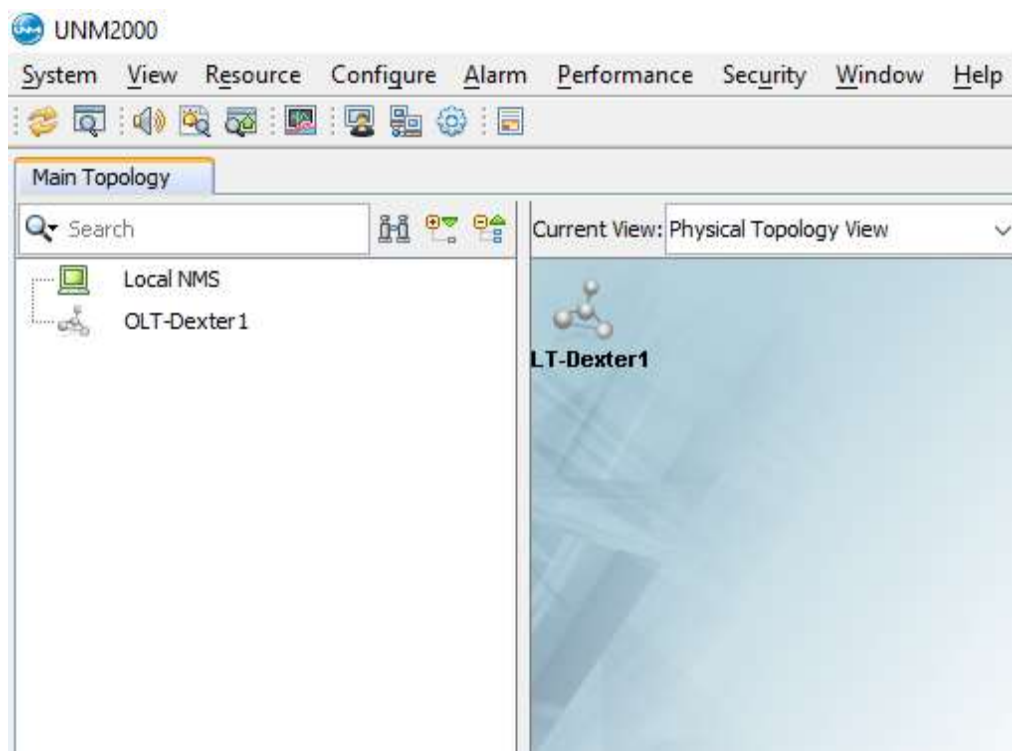 UNM2000
System View Resource Configure Alarm Performance Security Window Help
Main Topology
Search
Current View: Physical Topology View
Local NMS
OLT-Dexter1
LT-Dexter1